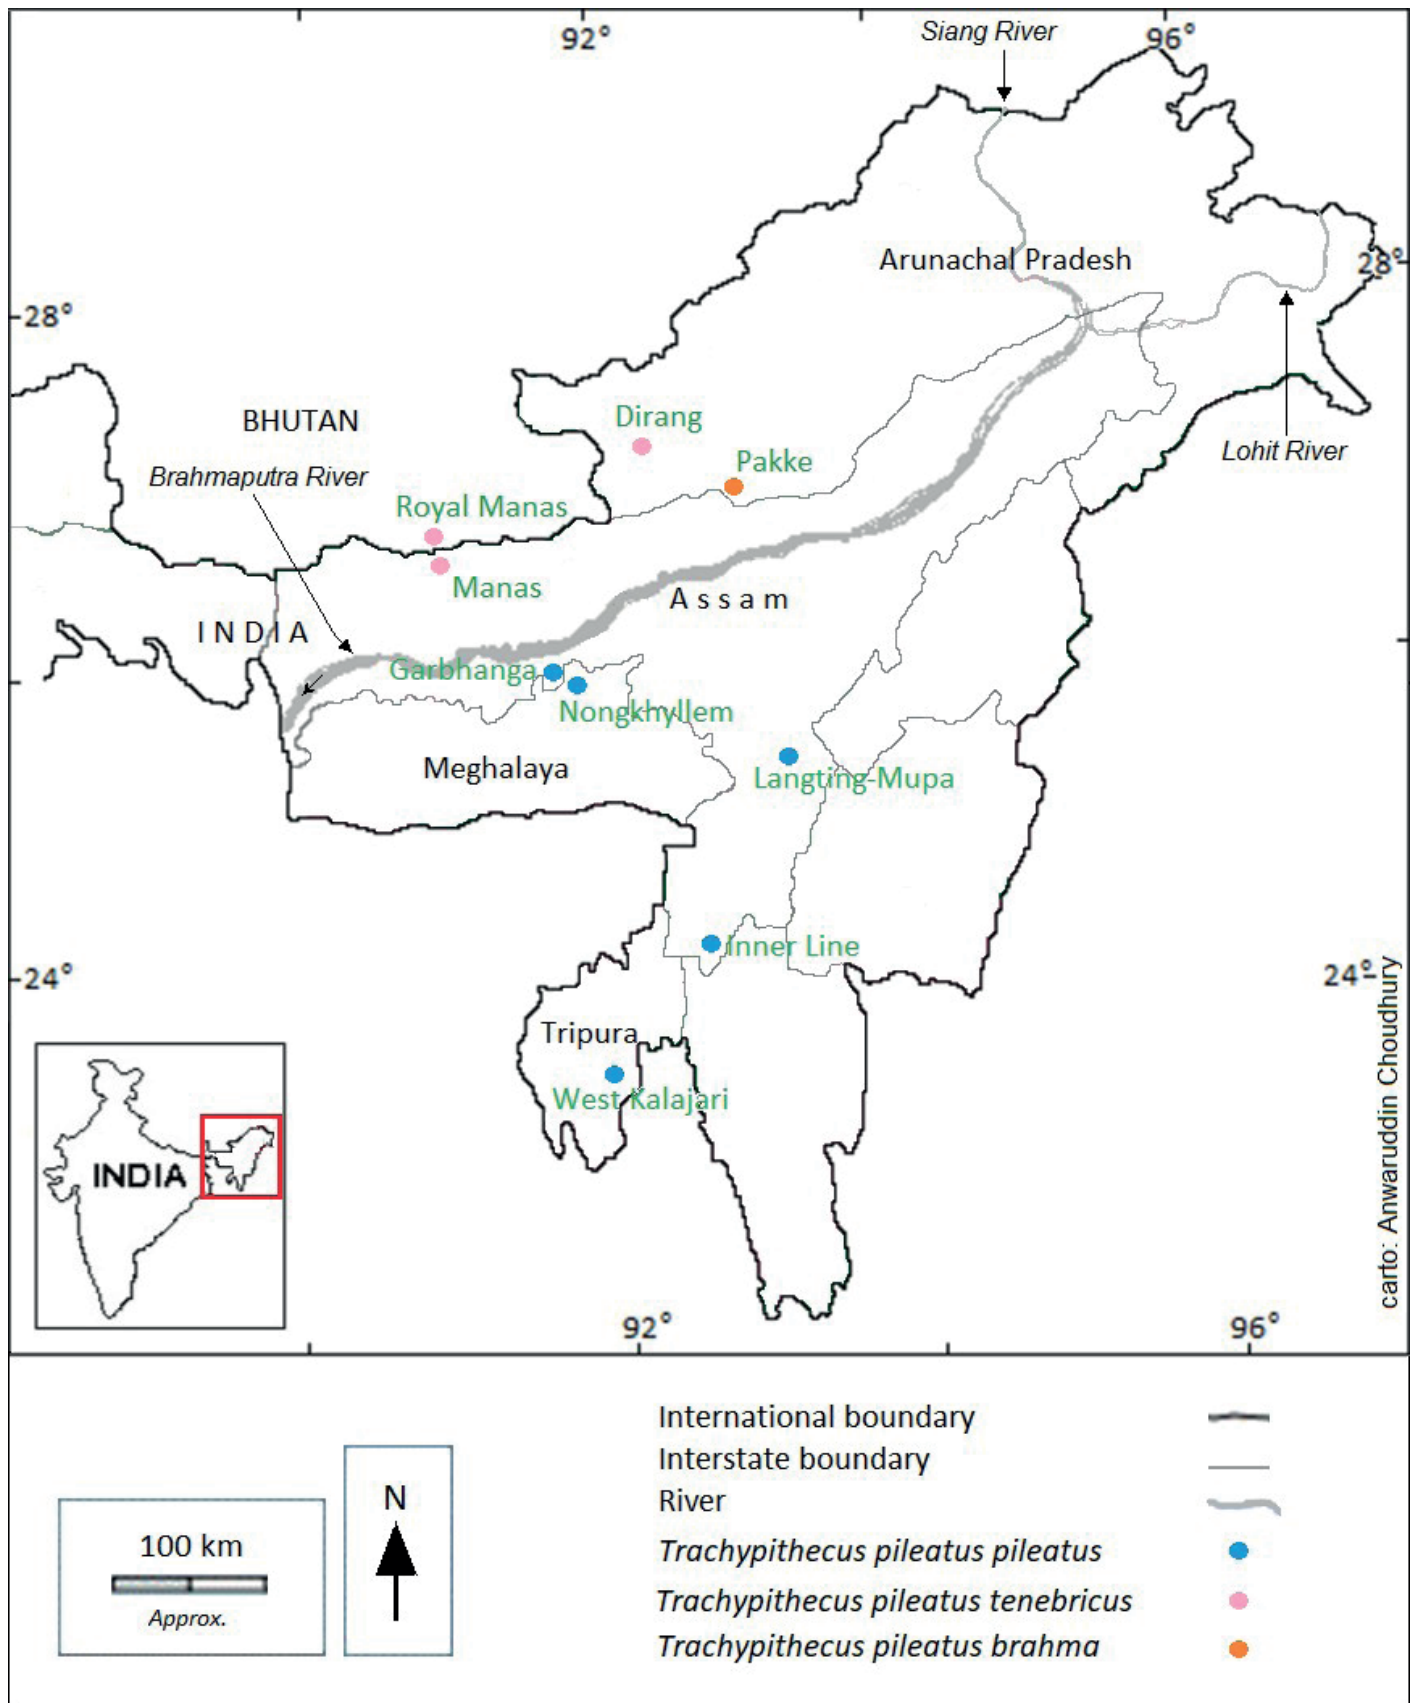 92°
Siang River
96°
Arunachal Pradesh
28°
28°
BHUTAN
Dirang
Lohit River
Brahmaputra River
Pakke
Royal Manas
Manas
Assam
INDIA
Garbhanga
Nongkhyllem
Meghalaya
Langting-Mupa
Inner Line
24°
24°
Tripura
West Kalajari
INDIA
carto: Anwaruddin Choudhury
92°
96°
International boundary
Interstate boundary
River
Trachypithecus pileatus pileatus
Trachypithecus pileatus tenebricus
Trachypithecus pileatus brahma
N
100 km
Approx.